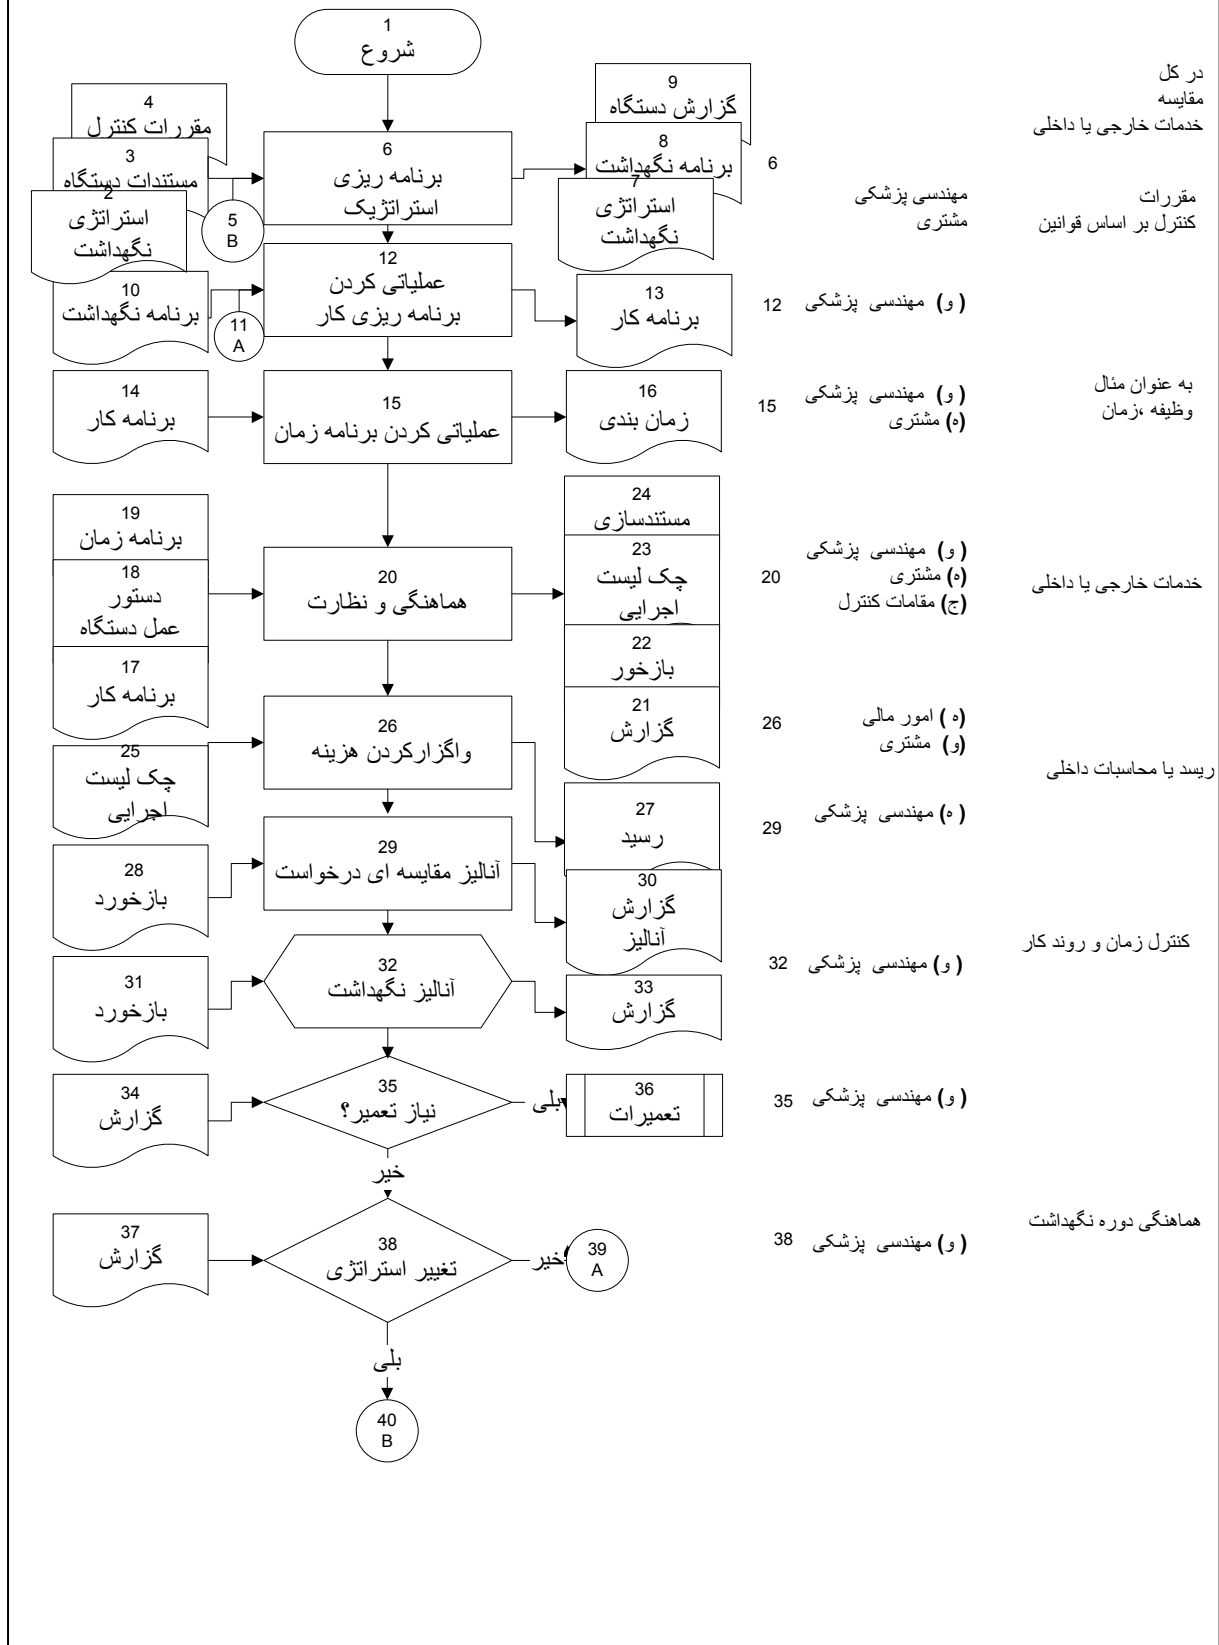 1
شروع
4
مقررات کنترل
3
مستندات دستگاه
2
استراتژی
نگهداشت
5
B
6
برنامه ریزی
استراتژیک
9
گزارش دستگاه
8
برنامه نگهداشت
7
استراتژی
نگهداشت
6
مهندسی پزشکی
مشتری
در کل
مقایسه
خدمات خارجی یا داخلی
مقررات
کنترل بر اساس قوانین
10
برنامه نگهداشت
11
A
12
عملیاتی کردن
برنامه ریزی کار
13
برنامه کار
12
( و) مهندسی پزشکی
14
برنامه کار
15
عملیاتی کردن برنامه زمان
16
زمان بندی
15
( و) مهندسی پزشکی
(ه) مشتری
به عنوان مئال
وظیفه ،زمان
19
برنامه زمان
18
دستور
عمل دستگاه
17
برنامه کار
20
هماهنگی و نظارت
24
مستندسازی
23
چک لیست
اجرایی
22
بازخور
21
گزارش
20
( و) مهندسی پزشکی
(ه) مشتری
(ج) مقامات کنترل
خدمات خارجی یا داخلی
25
چک لیست
اجرایی
26
واگزارکردن هزینه
27
رسید
26
(ه ) امور مالی
(و) مشتری
ریسد یا محاسبات داخلی
28
بازخورد
29
آنالیز مقایسه ای درخواست
30
گزارش
آنالیز
29
( ه) مهندسی پزشکی
31
بازخورد
32
آنالیز نگهداشت
33
گزارش
32
( و) مهندسی پزشکی
کنترل زمان و روند کار
34
گزارش
35
نیاز تعمیر؟
بلی
36
تعمیرات
35
( و) مهندسی پزشکی
خیر
37
گزارش
38
تغییر استراتژی
خیر
39
A
38
( و) مهندسی پزشکی
هماهنگی دوره نگهداشت
بلی
40
B